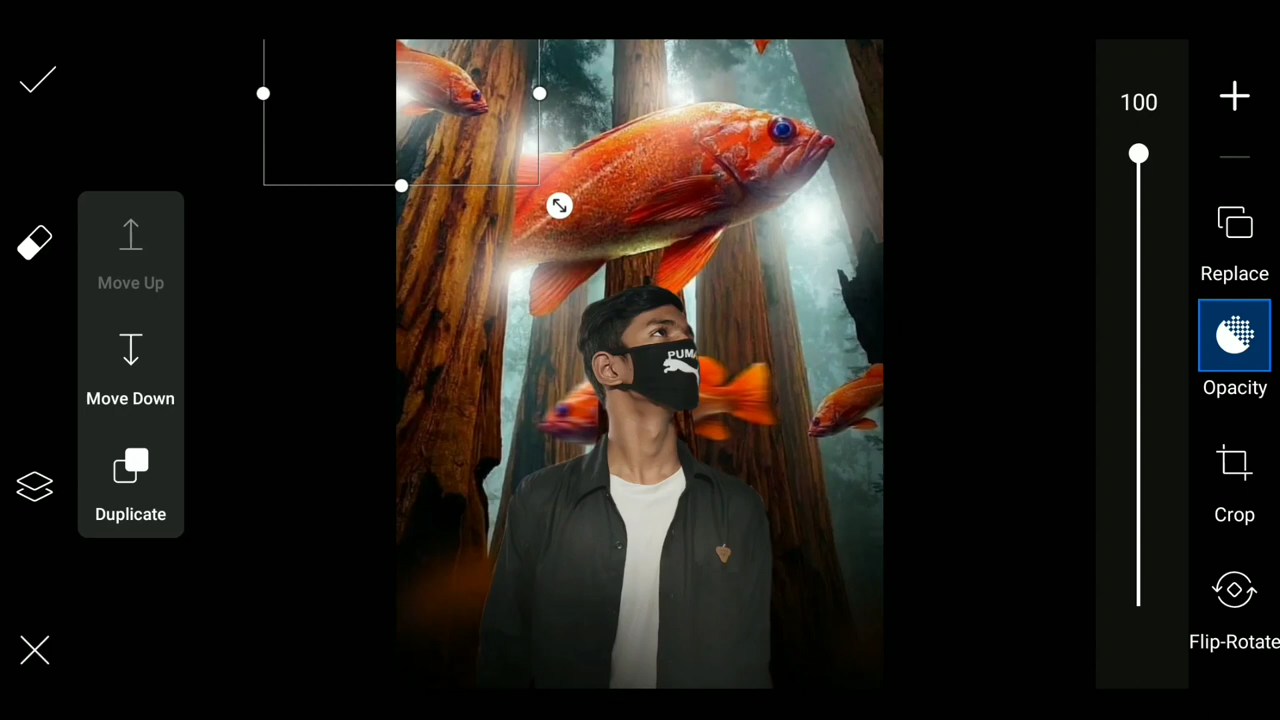 Move Up
Move Down
Duplicate
PUMA
100
Replace
Opacity
Crop
Flip-Rotate